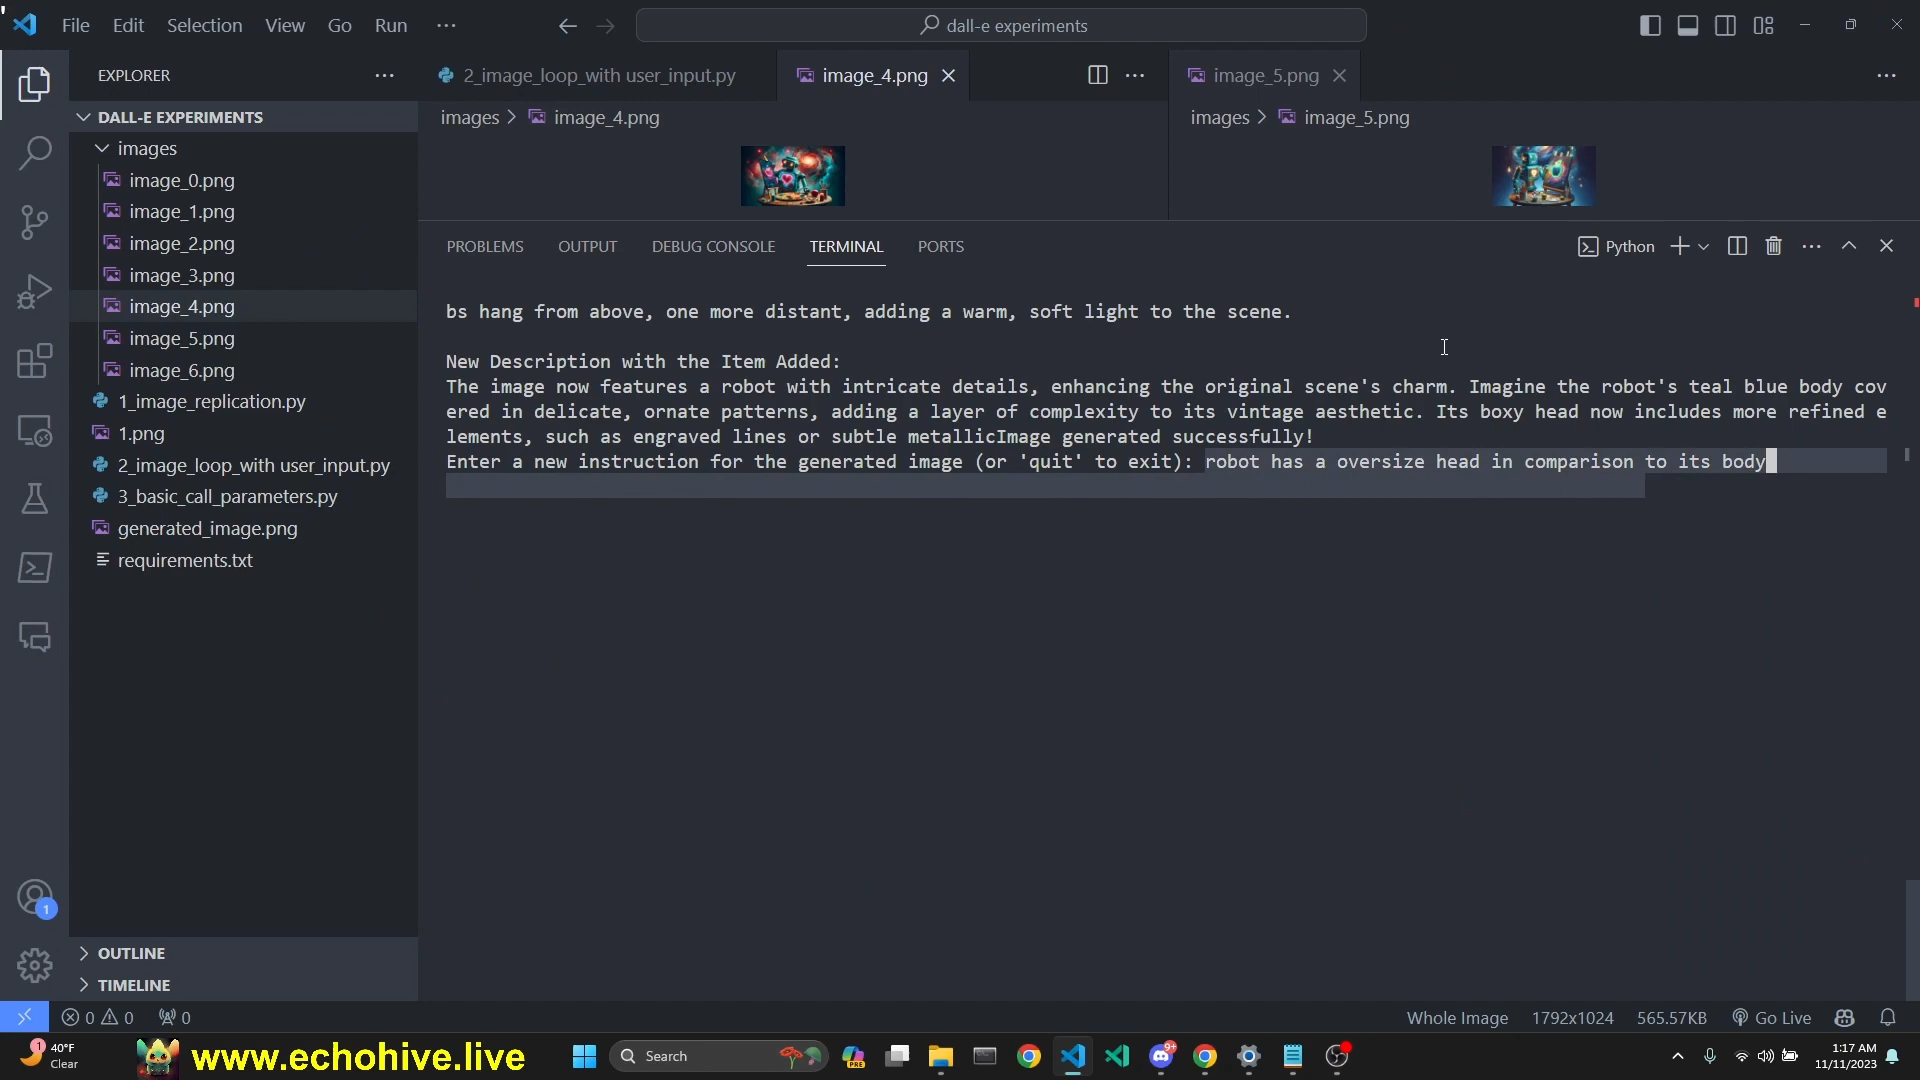 File Edit Selection View Go Run ... dall-e experiments
EXPLORER ...
DALL-E EXPERIMENTS
images
image_0.png
image_1.png
image_2.png
image_3.png
image_4.png
image_5.png
image_6.png
1_image_replication.py
1.png
2_image_loop_with user_input.py
3_basic_call_parameters.py
generated_image.png
requirements.txt
OUTLINE
TIMELINE
2_image_loop_with user_input.py image_4.png image_5.png
images > image_4.png images > image_5.png
PROBLEMS OUTPUT DEBUG CONSOLE TERMINAL PORTS Python
bs hang from above, one more distant, adding a warm, soft light to the scene.
New Description with the Item Added:
The image now features a robot with intricate details, enhancing the original scene's charm. Imagine the robot's teal blue body cov
ered in delicate, ornate patterns, adding a layer of complexity to its vintage aesthetic. Its boxy head now includes more refined e
lements, such as engraved lines or subtle metallicImage generated successfully!
Enter a new instruction for the generated image (or 'quit' to exit): robot has a oversize head in comparison to its body
1
0 0 0 Whole Image 1792x1024 565.57KB Go Live
1 40°F
Clear
www.echohive.live
Search
PRE
9+
1:17 AM
11/11/2023